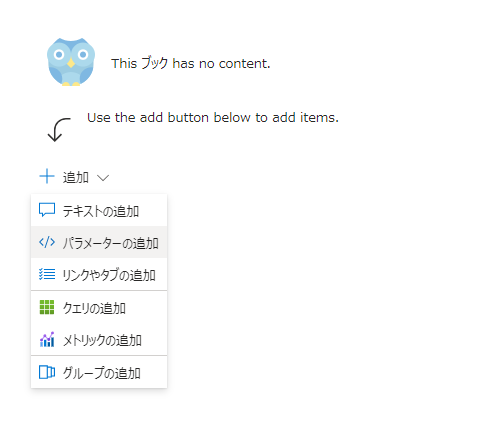 This ブック has no content.
Use the add button below to add items.
追加
テキストの追加
パラメーターの追加
リンクやタブの追加
クエリの追加
メトリックの追加
グループの追加